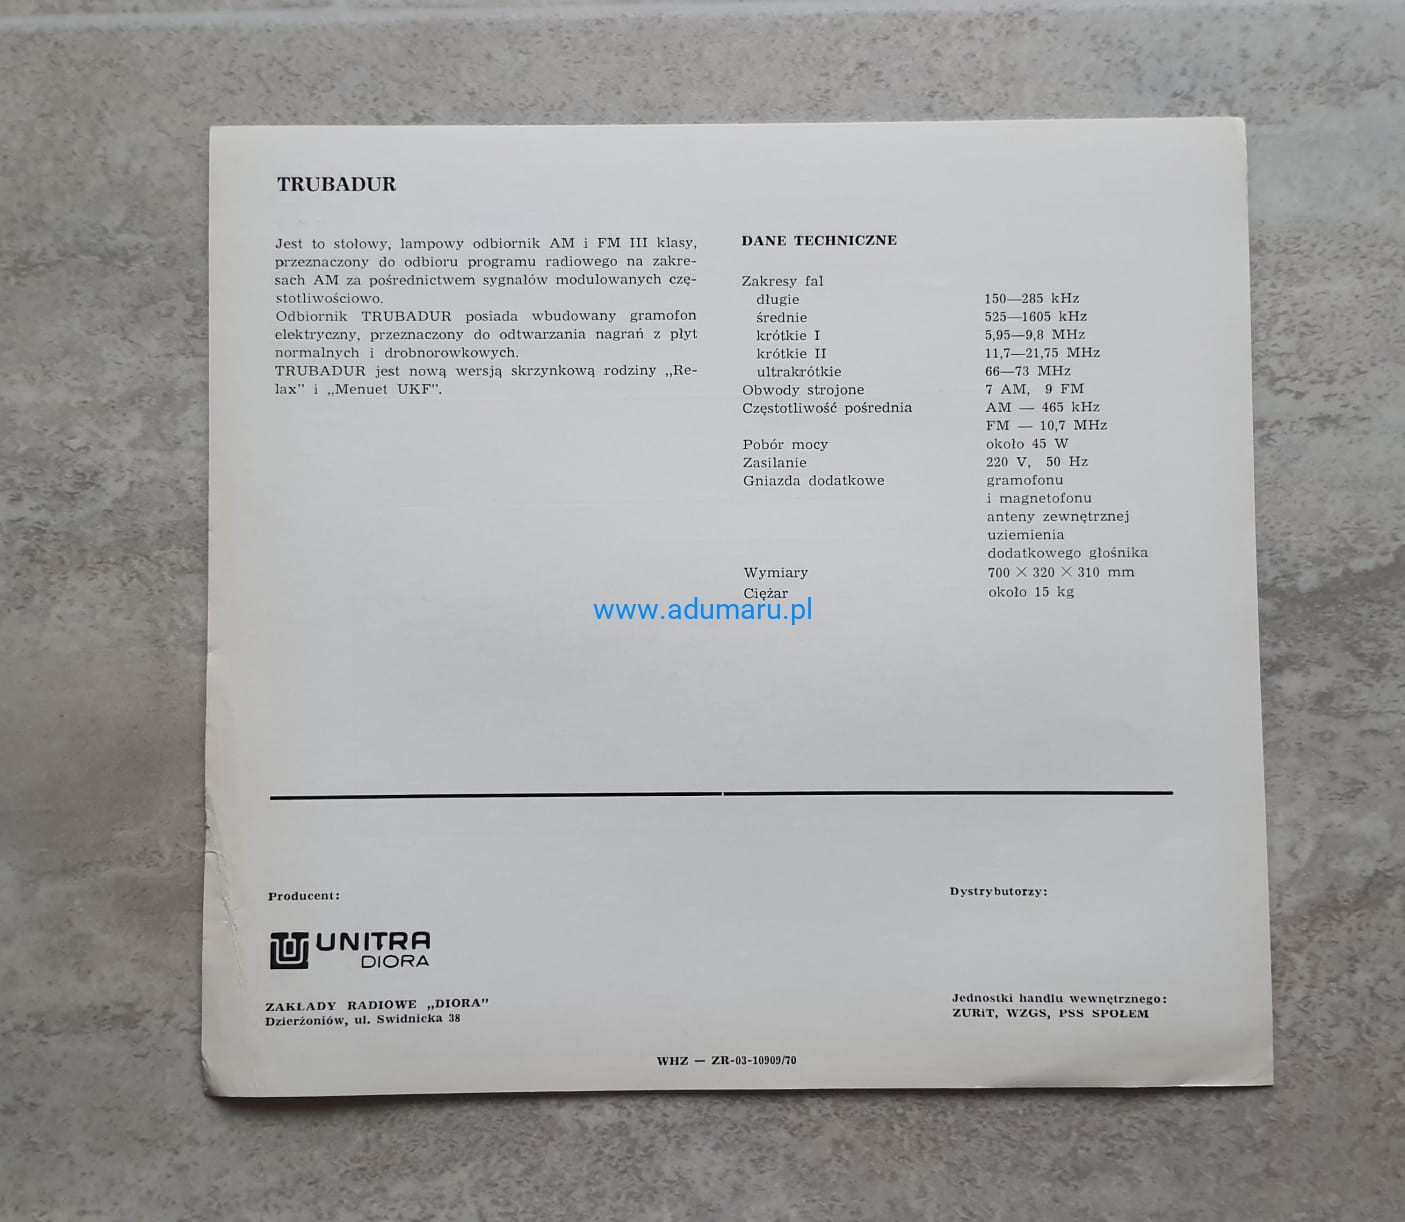 TRUBADUR
Jest to stołowy, lampowy odbiornik AM i FM III klasy,
przeznaczony do odbioru programu radiowego na zakre-
sach AM za pośrednictwem sygnałów modulowanych czę-
stotliwościowo.
Odbiornik TRUBADUR posiada wbudowany gramofon
elektryczny, przeznaczony do odtwarzania nagrań z płyt
normalnych i drobnorowkowych.
TRUBADUR jest nową wersją skrzynkową rodziny „Re-
lax” i „Menuet UKF”.
DANE TECHNICZNE
Zakresy fal
długie 150—285 kHz
średnie 525—1605 kHz
krótkie I 5,95—9,8 MHz
krótkie II 11,7—21,75 MHz
ultrakrótkie 66—73 MHz
Obwody strojone 7 AM, 9 FM
Częstotliwość pośrednia AM — 465 kHz
FM — 10,7 MHz
Pobór mocy około 45 W
Zasilanie 220 V, 50 Hz
Gniazda dodatkowe gramofonu
i magnetofonu
anteny zewnętrznej
uziemienia
dodatkowego głośnika
Wymiary 700 × 320 × 310 mm
Ciężar około 15 kg
www.adumaru.pl
Producent:
UNITRA
DIORA
ZAKŁADY RADIOWE „DIORA”
Dzierżoniów, ul. Swidnicka 38
Dystrybutorzy:
Jednostki handlu wewnętrznego:
ZURiT, WZGS, PSS SPOŁEM
WHZ — ZR-03-10909/70